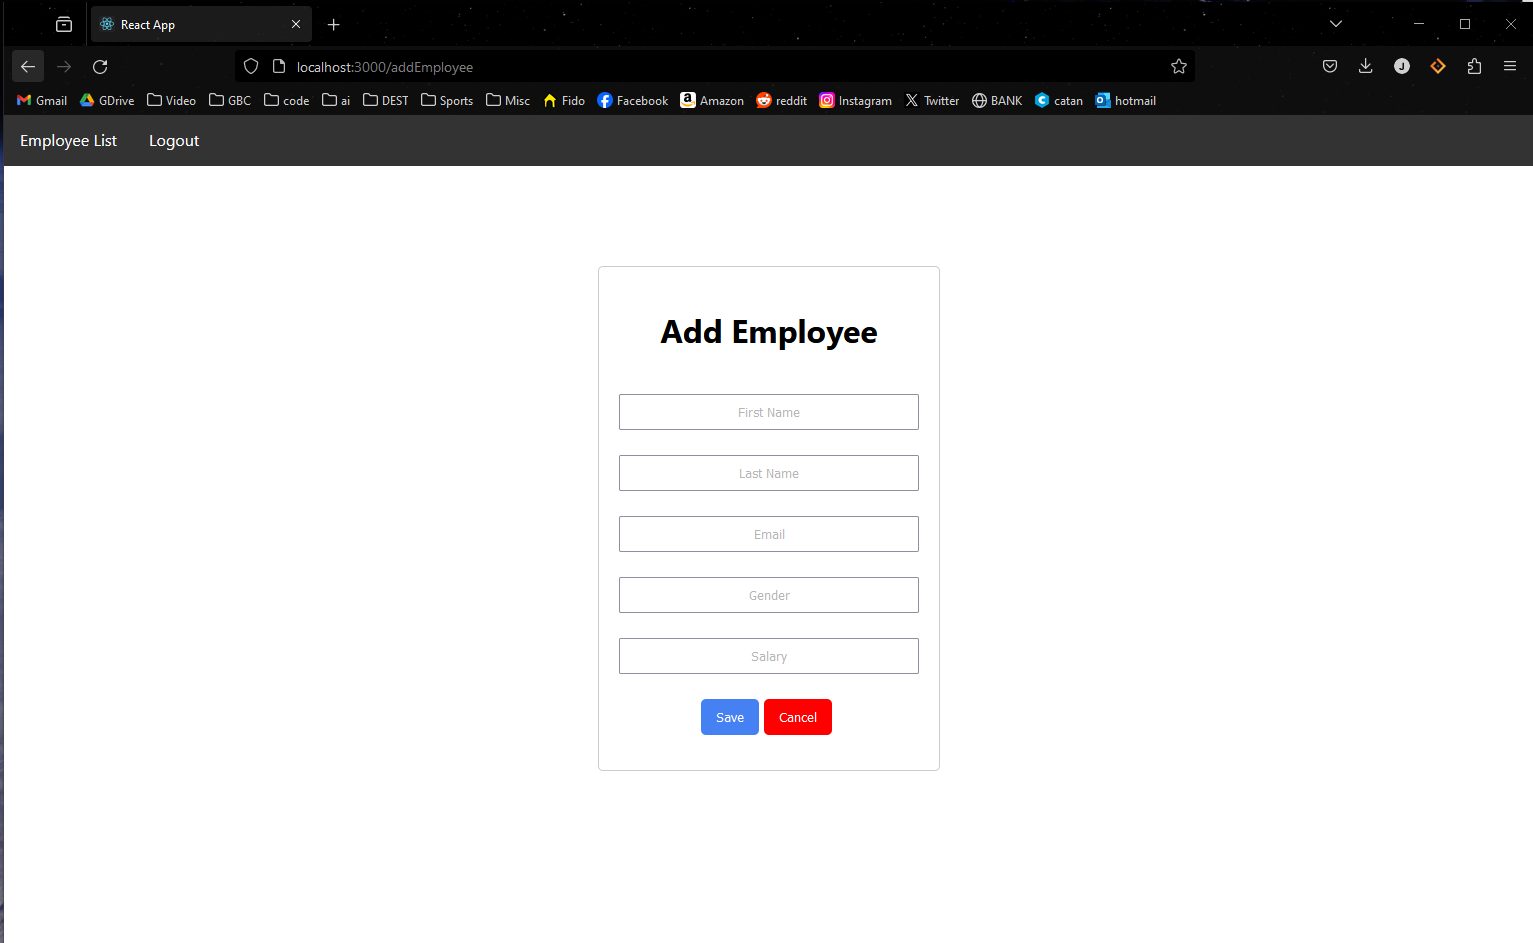 React App
localhost:3000/addEmployee
J
Gmail GDrive Video GBC code ai DEST Sports Misc Fido Facebook Amazon reddit Instagram Twitter BANK catan hotmail
Employee List Logout
Add Employee
First Name
Last Name
Email
Gender
Salary
Save Cancel